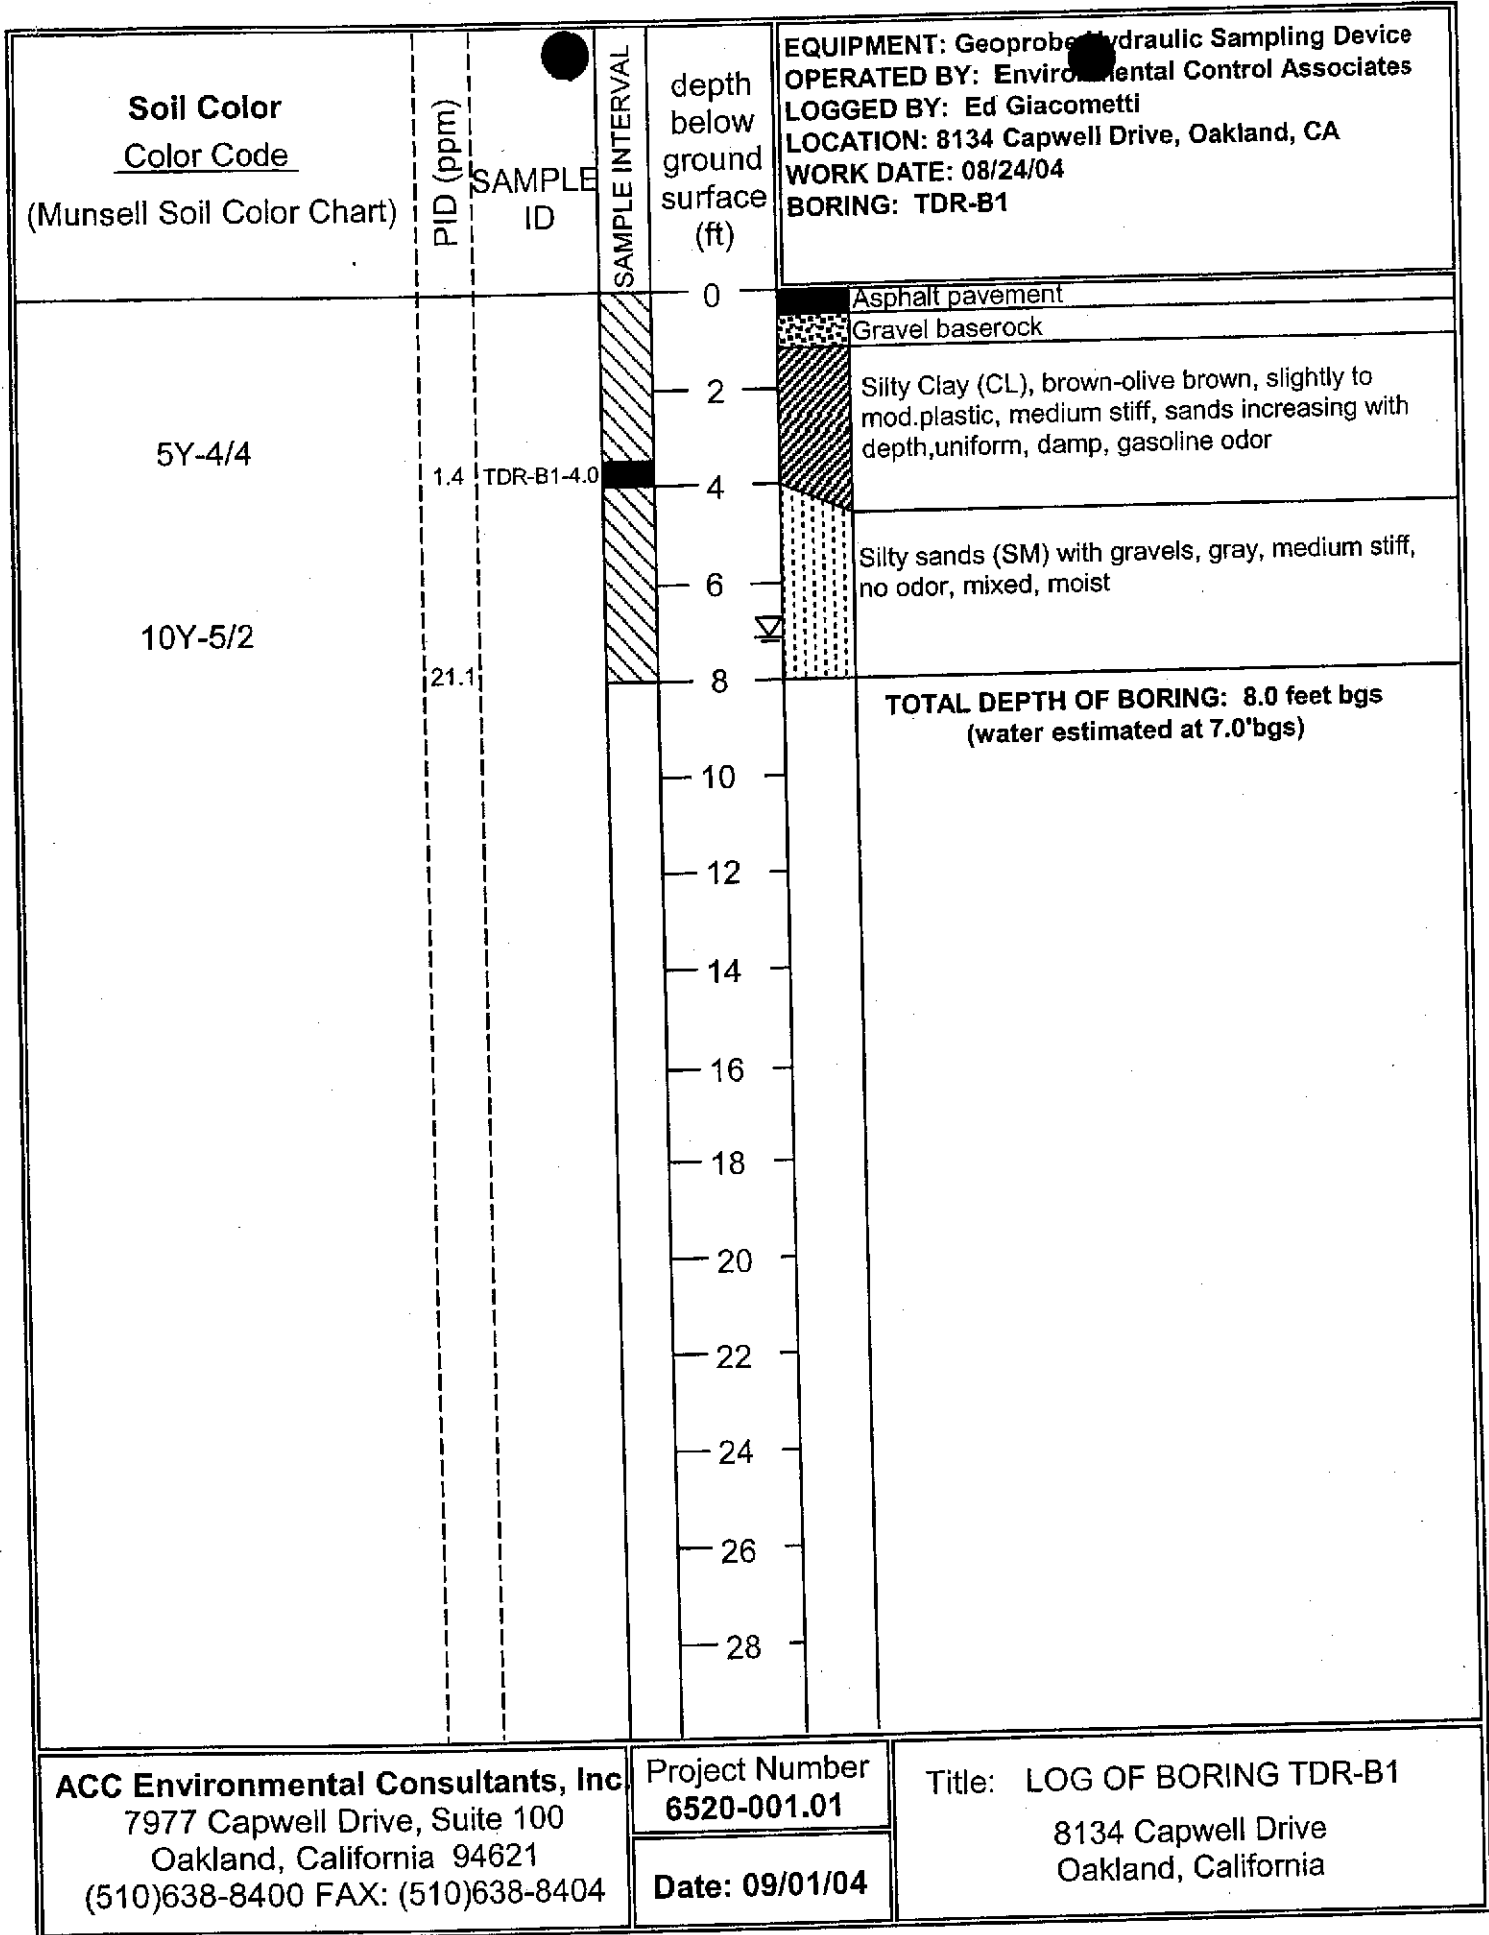 Soil Color
Color Code
(Munsell Soil Color Chart)
PID (ppm)
SAMPLE
ID
SAMPLE INTERVAL
depth
below
ground
surface
(ft)
EQUIPMENT: Geoprobe Hydraulic Sampling Device
OPERATED BY: Environmental Control Associates
LOGGED BY: Ed Giacometti
LOCATION: 8134 Capwell Drive, Oakland, CA
WORK DATE: 08/24/04
BORING: TDR-B1
0
Asphalt pavement
Gravel baserock
2
Silty Clay (CL), brown-olive brown, slightly to
mod.plastic, medium stiff, sands increasing with
depth,uniform, damp, gasoline odor
5Y-4/4
1.4
TDR-B1-4.0
4
Silty sands (SM) with gravels, gray, medium stiff,
no odor, mixed, moist
6
10Y-5/2
21.1
8
TOTAL DEPTH OF BORING: 8.0 feet bgs
(water estimated at 7.0'bgs)
10
12
14
16
18
20
22
24
26
28
ACC Environmental Consultants, Inc
7977 Capwell Drive, Suite 100
Oakland, California 94621
(510)638-8400 FAX: (510)638-8404
Project Number
6520-001.01
Date: 09/01/04
Title: LOG OF BORING TDR-B1
8134 Capwell Drive
Oakland, California